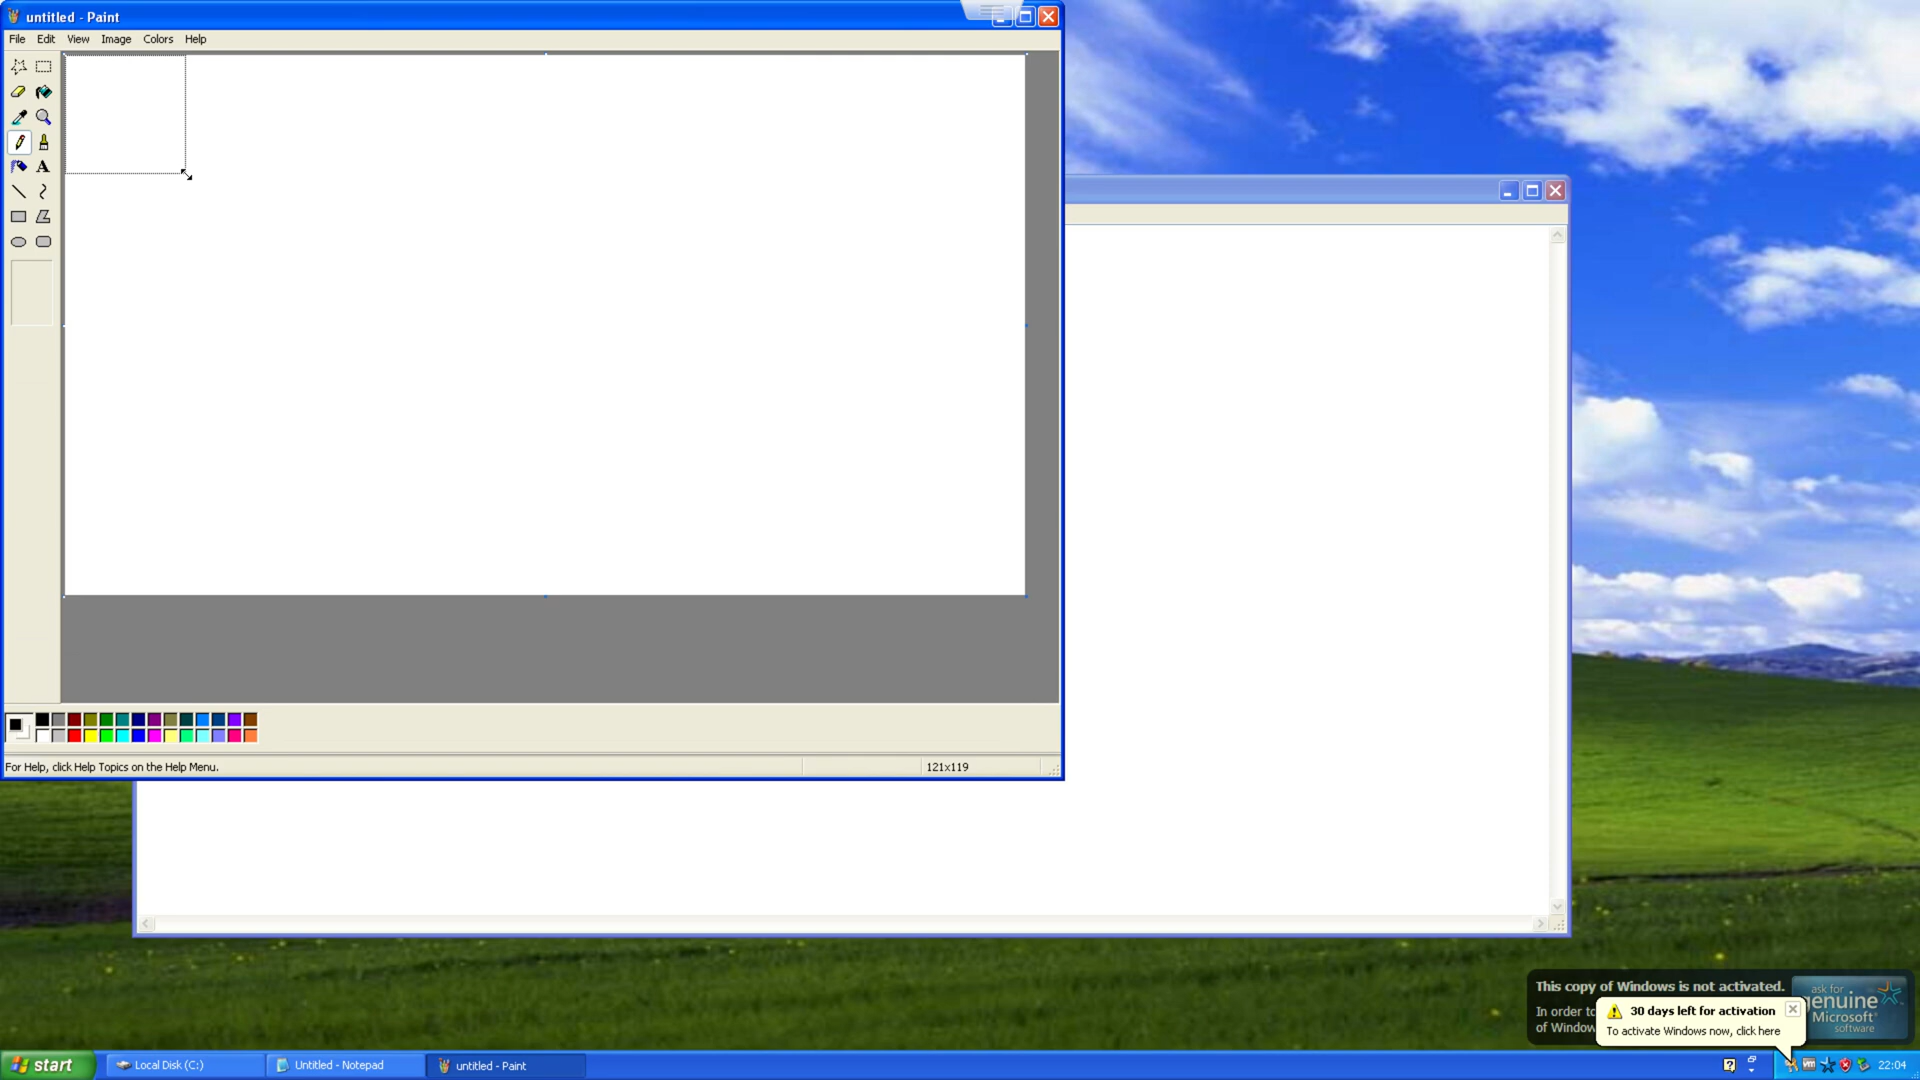 untitled - Paint
File Edit View Image Colors Help
A
For Help, click Help Topics on the Help Menu.
121x119
This copy of Windows is not activated.
In order to
of Window
30 days left for activation
To activate Windows now, click here
ask for
genuine
Microsoft
software
start
Local Disk (C:)
Untitled - Notepad
untitled - Paint
22:04